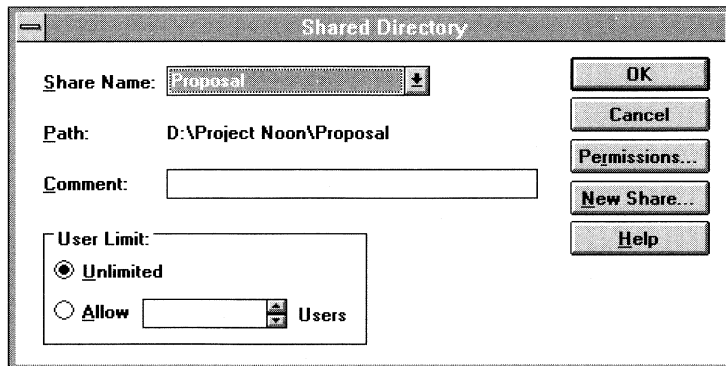 Shared Directory
Share Name: Proposal
Path: D:\Project Noon\Proposal
Comment:
User Limit:
Unlimited
Allow Users
OK
Cancel
Permissions...
New Share...
Help